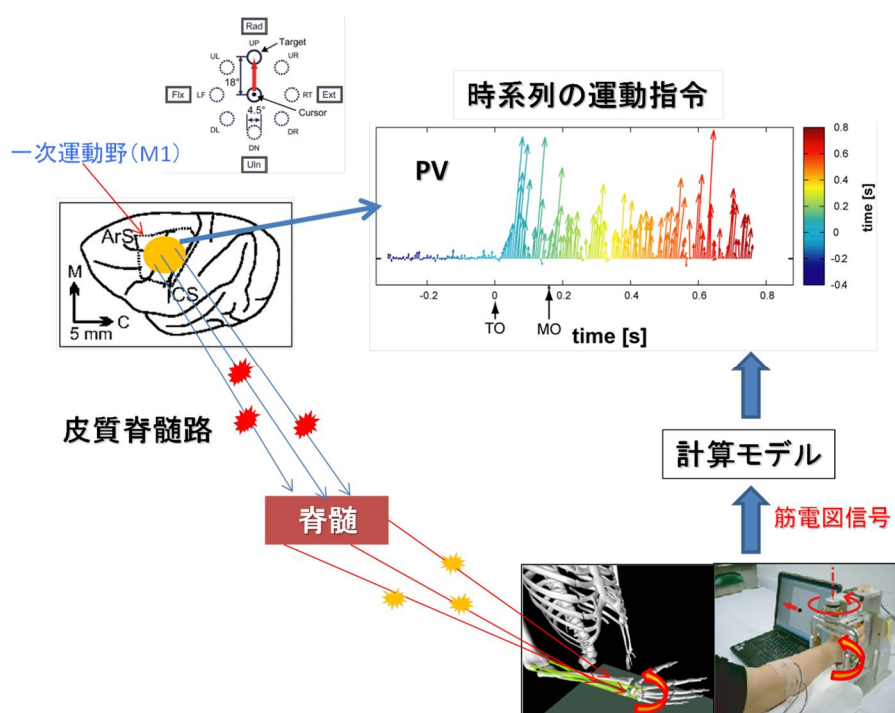 Rad
UP
Target
UL
UR
18°
Flx
LF
RT
Ext
4.5°
Cursor
DL
DR
DN
Uln
時系列の運動指令
一次運動野(M1)
PV
ArS
CS
M
C
5 mm
-0.2
0
0.2
0.4
0.6
0.8
TO
MO
time [s]
0.8
0.6
0.4
0.2
0
-0.2
-0.4
time [s]
皮質脊髄路
計算モデル
脊髄
筋電図信号